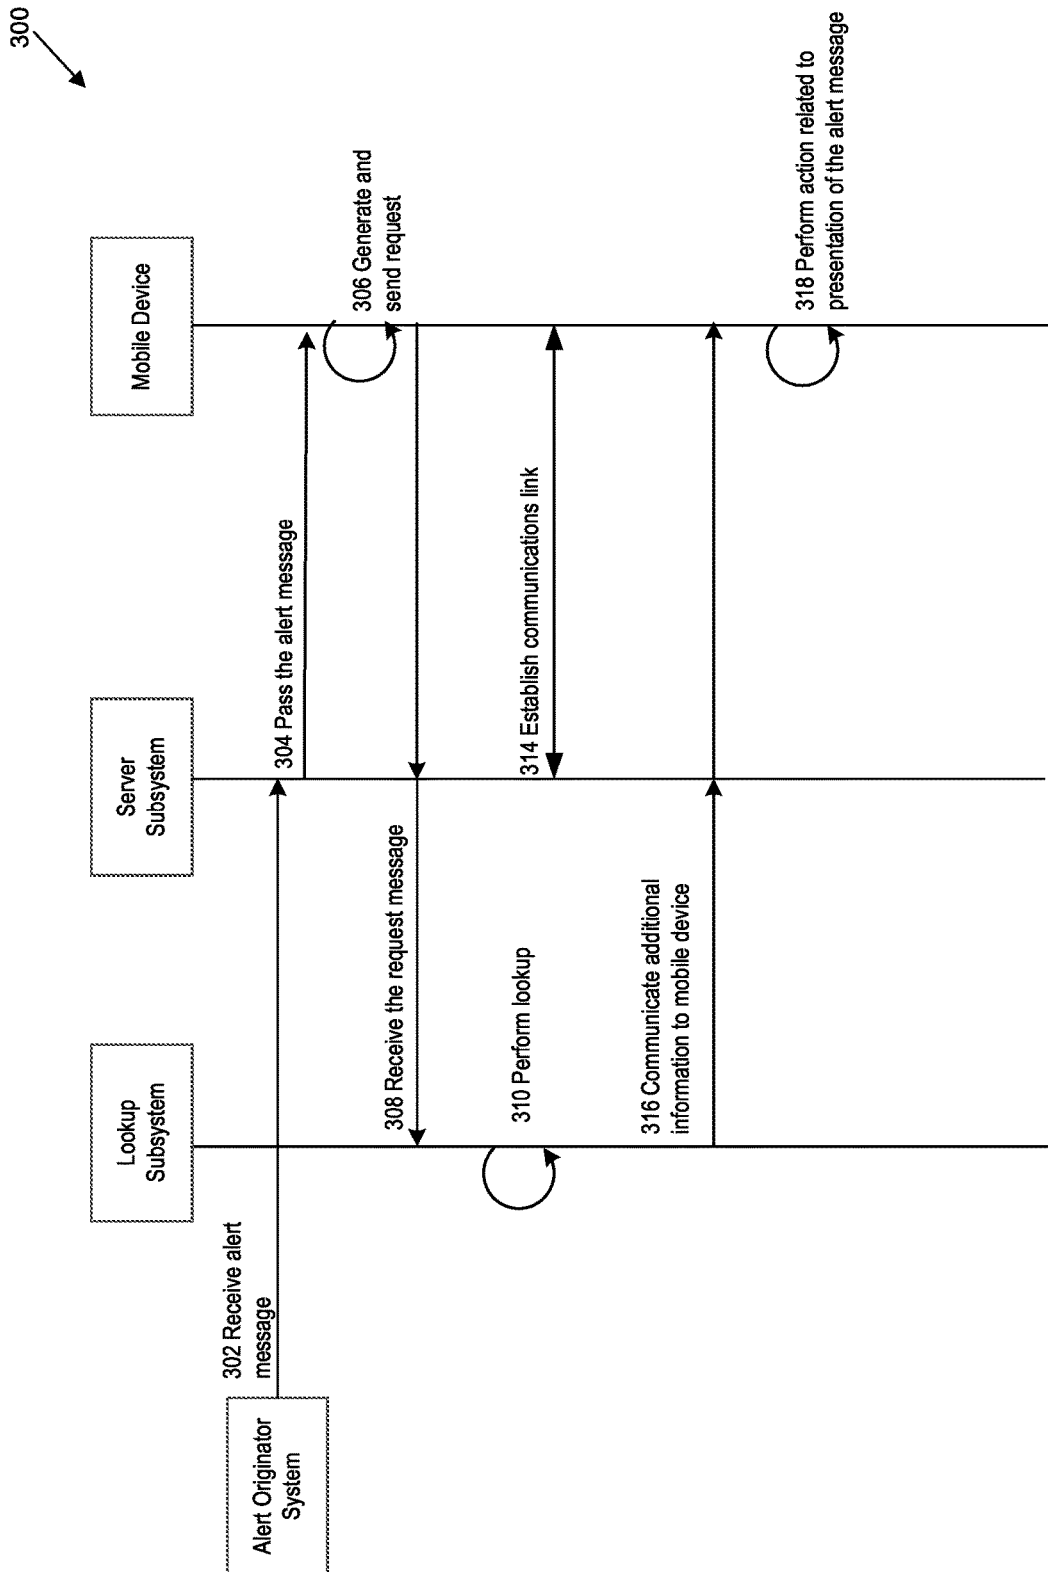 300
Alert Originator
System
Lookup
Subsystem
Server
Subsystem
Mobile Device
302 Receive alert
message
304 Pass the alert message
306 Generate and
send request
308 Receive the request message
310 Perform lookup
314 Establish communications link
316 Communicate additional
information to mobile device
318 Perform action related to
presentation of the alert message